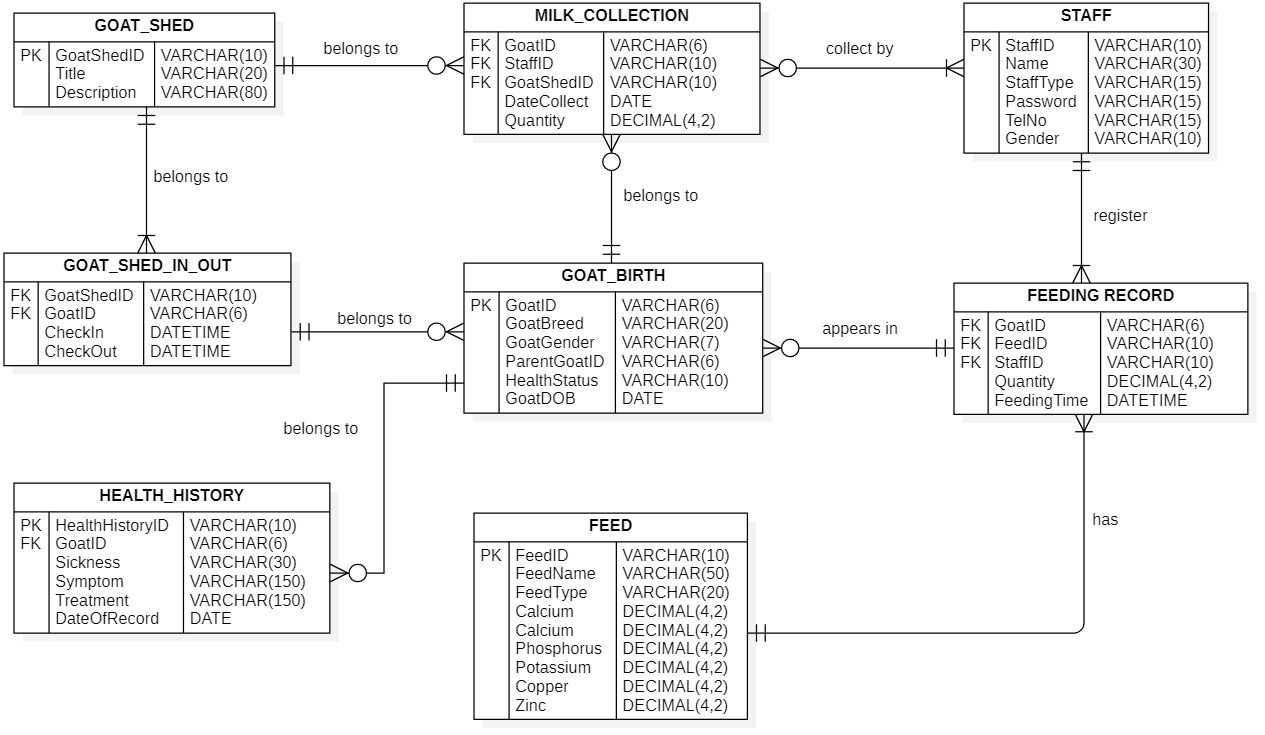 GOAT_SHED
PK GoatShedID VARCHAR(10)
Title VARCHAR(20)
Description VARCHAR(80)
belongs to
MILK_COLLECTION
FK GoatID VARCHAR(6)
FK StaffID VARCHAR(10)
FK GoatShedID VARCHAR(10)
DateCollect DATE
Quantity DECIMAL(4,2)
collect by
STAFF
PK StaffID VARCHAR(10)
Name VARCHAR(30)
StaffType VARCHAR(15)
Password VARCHAR(15)
TelNo VARCHAR(15)
Gender VARCHAR(10)
belongs to
belongs to
register
GOAT_SHED_IN_OUT
FK GoatShedID VARCHAR(10)
FK GoatID VARCHAR(6)
CheckIn DATETIME
CheckOut DATETIME
belongs to
GOAT_BIRTH
PK GoatID VARCHAR(6)
GoatBreed VARCHAR(20)
GoatGender VARCHAR(7)
ParentGoatID VARCHAR(6)
HealthStatus VARCHAR(10)
GoatDOB DATE
appears in
FEEDING RECORD
FK GoatID VARCHAR(6)
FK FeedID VARCHAR(10)
FK StaffID VARCHAR(10)
Quantity DECIMAL(4,2)
FeedingTime DATETIME
belongs to
HEALTH_HISTORY
PK HealthHistoryID VARCHAR(10)
FK GoatID VARCHAR(6)
Sickness VARCHAR(30)
Symptom VARCHAR(150)
Treatment VARCHAR(150)
DateOfRecord DATE
FEED
PK FeedID VARCHAR(10)
FeedName VARCHAR(50)
FeedType VARCHAR(20)
Calcium DECIMAL(4,2)
Calcium DECIMAL(4,2)
Phosphorus DECIMAL(4,2)
Potassium DECIMAL(4,2)
Copper DECIMAL(4,2)
Zinc DECIMAL(4,2)
has